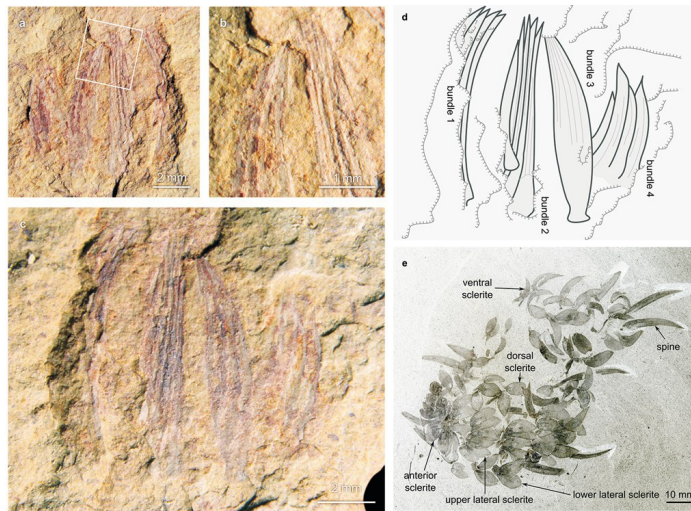 a
2 mm
b
1 mm
c
2 mm
d
bundle 1
bundle 2
bundle 3
bundle 4
e
ventral
sclerite
spine
dorsal
sclerite
anterior
sclerite
upper lateral sclerite
lower lateral sclerite
10 mm